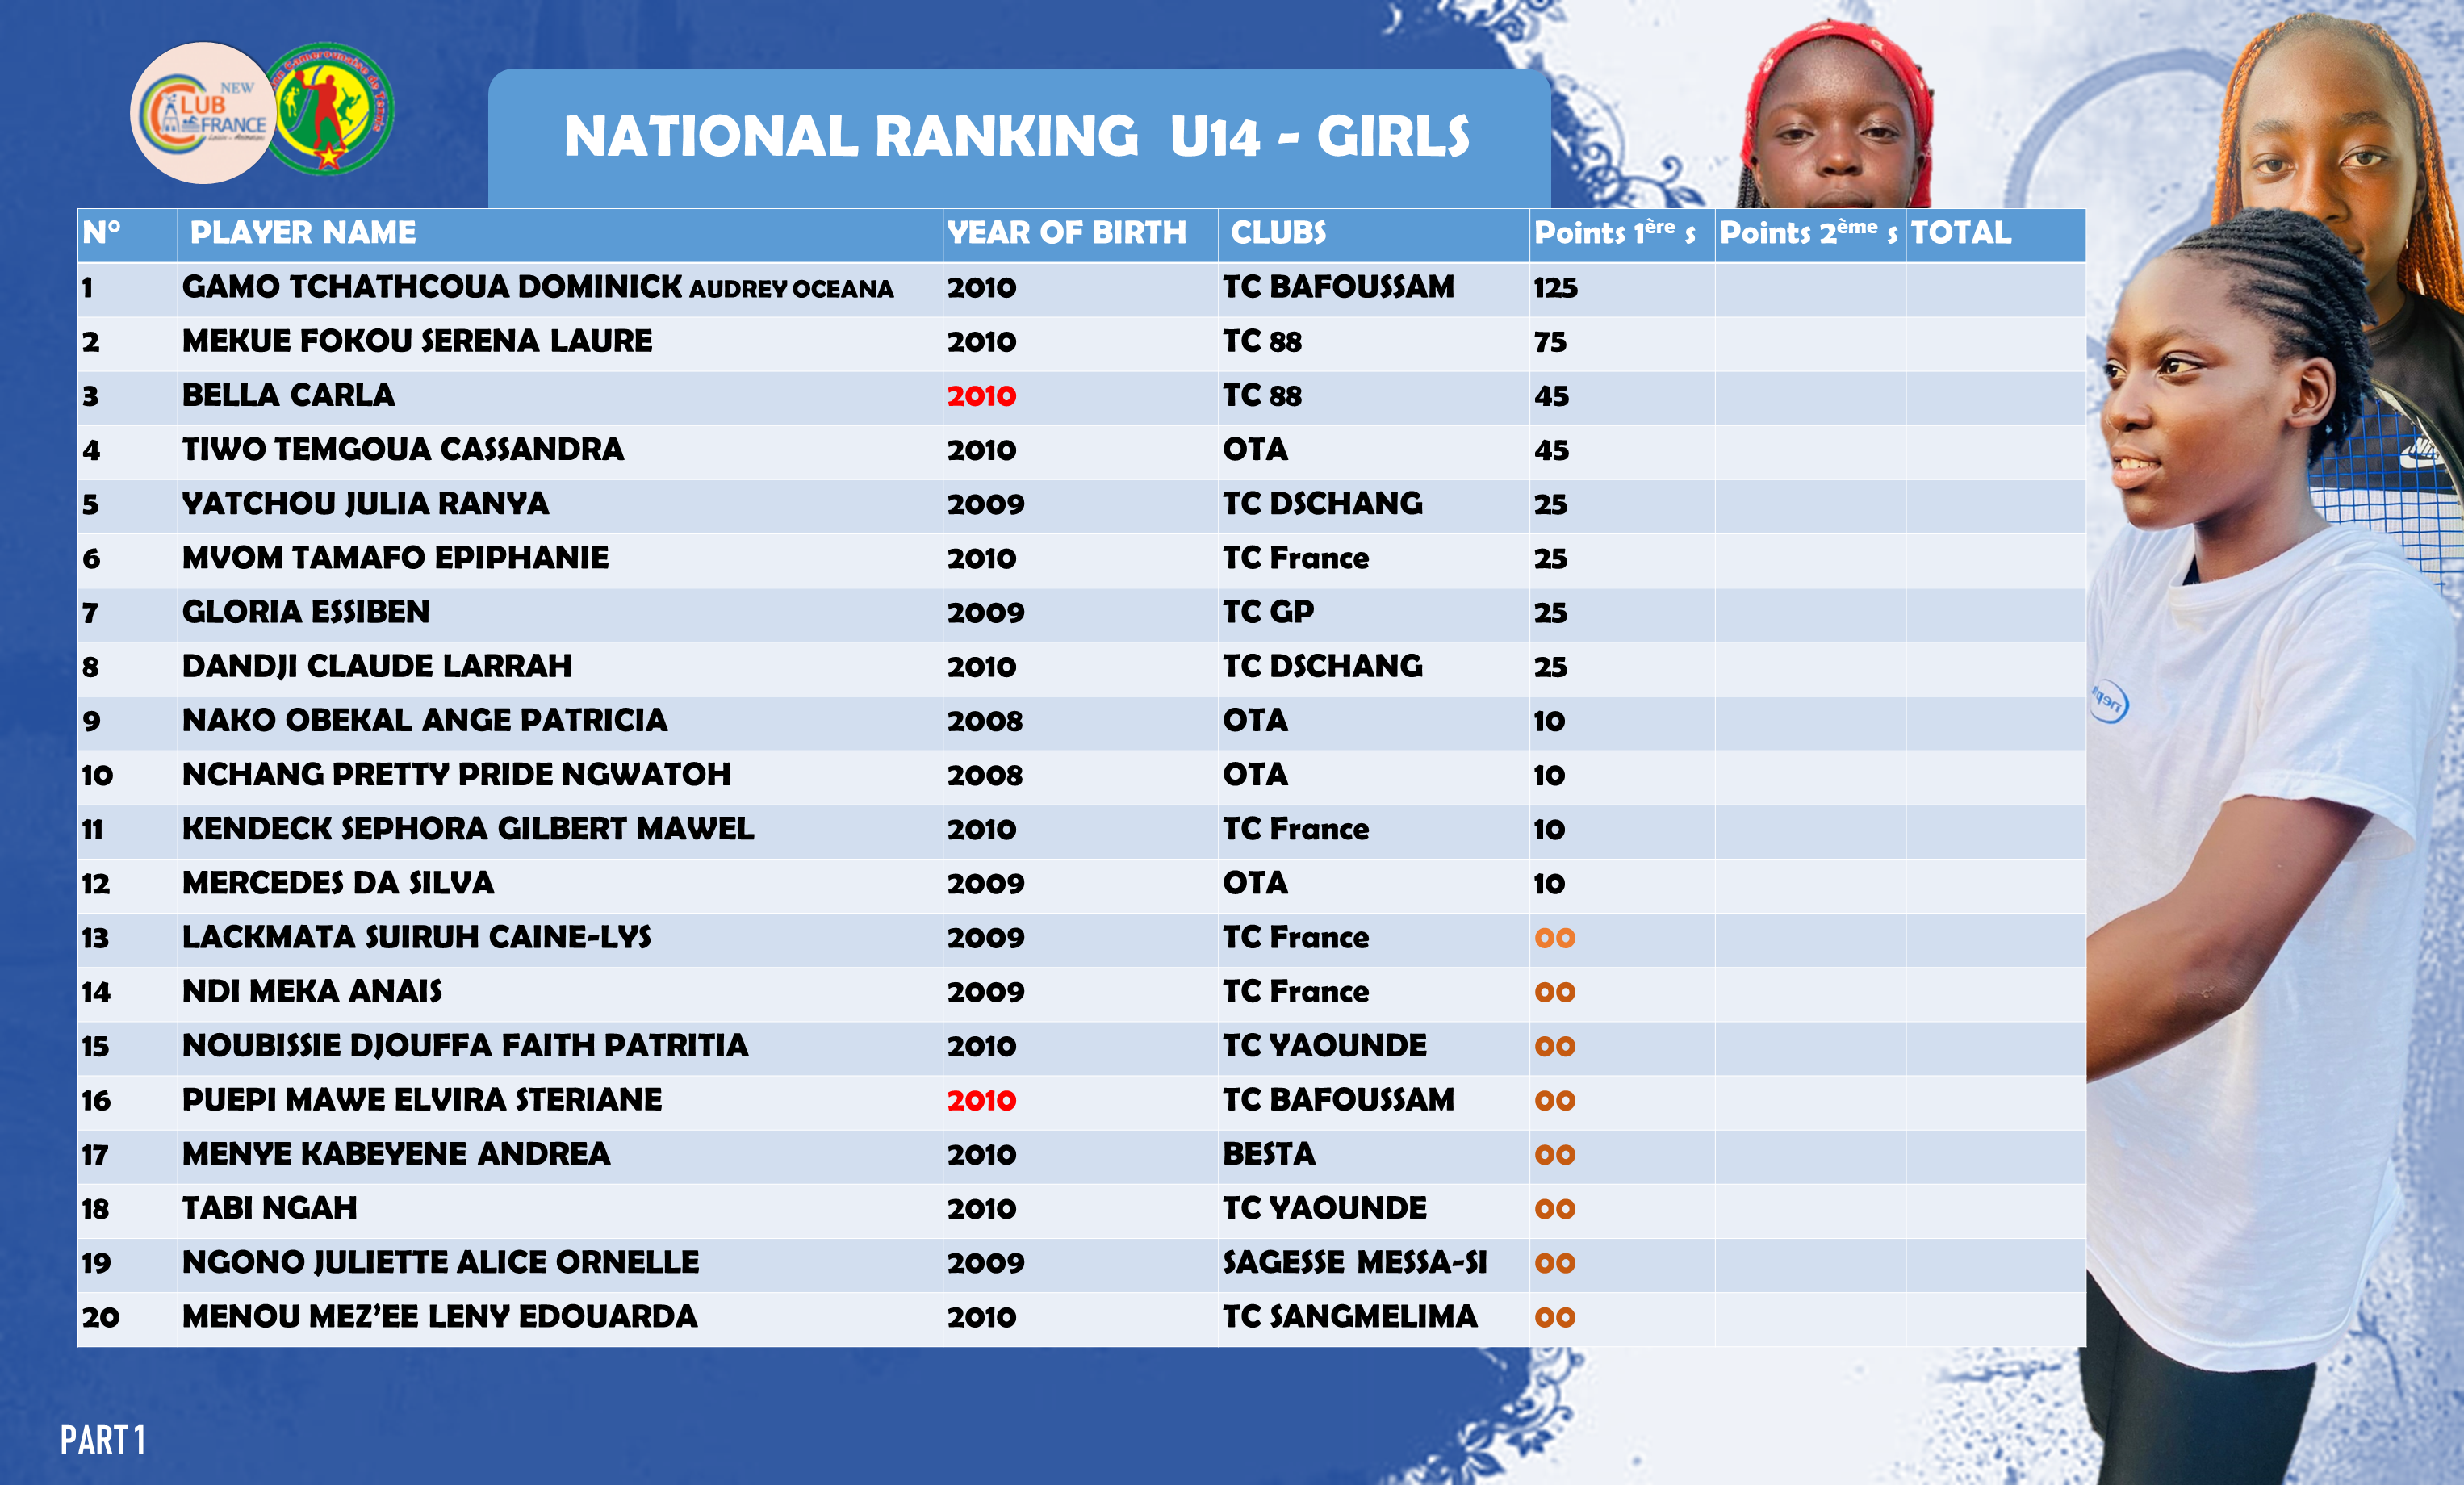 NEW
CLUB
FRANCE
NATIONAL RANKING U14 - GIRLS
N° PLAYER NAME YEAR OF BIRTH CLUBS Points 1ère s Points 2ème s TOTAL
1 GAMO TCHATHCOUA DOMINICK AUDREY OCEANA 2010 TC BAFOUSSAM 125
2 MEKUE FOKOU SERENA LAURE 2010 TC 88 75
3 BELLA CARLA 2010 TC 88 45
4 TIWO TEMGOUA CASSANDRA 2010 OTA 45
5 YATCHOU JULIA RANYA 2009 TC DSCHANG 25
6 MVOM TAMAFO EPIPHANIE 2010 TC France 25
7 GLORIA ESSIBEN 2009 TC GP 25
8 DANDJI CLAUDE LARRAH 2010 TC DSCHANG 25
9 NAKO OBEKAL ANGE PATRICIA 2008 OTA 10
10 NCHANG PRETTY PRIDE NGWATOH 2008 OTA 10
11 KENDECK SEPHORA GILBERT MAWEL 2010 TC France 10
12 MERCEDES DA SILVA 2009 OTA 10
13 LACKMATA SUIRUH CAINE-LYS 2009 TC France 00
14 NDI MEKA ANAIS 2009 TC France 00
15 NOUBISSIE DJOUFFA FAITH PATRITIA 2010 TC YAOUNDE 00
16 PUEPI MAWE ELVIRA STERIANE 2010 TC BAFOUSSAM 00
17 MENYE KABEYENE ANDREA 2010 BESTA 00
18 TABI NGAH 2010 TC YAOUNDE 00
19 NGONO JULIETTE ALICE ORNELLE 2009 SAGESSE MESSA-SI 00
20 MENOU MEZ'EE LENY EDOUARDA 2010 TC SANGMELIMA 00
PART 1